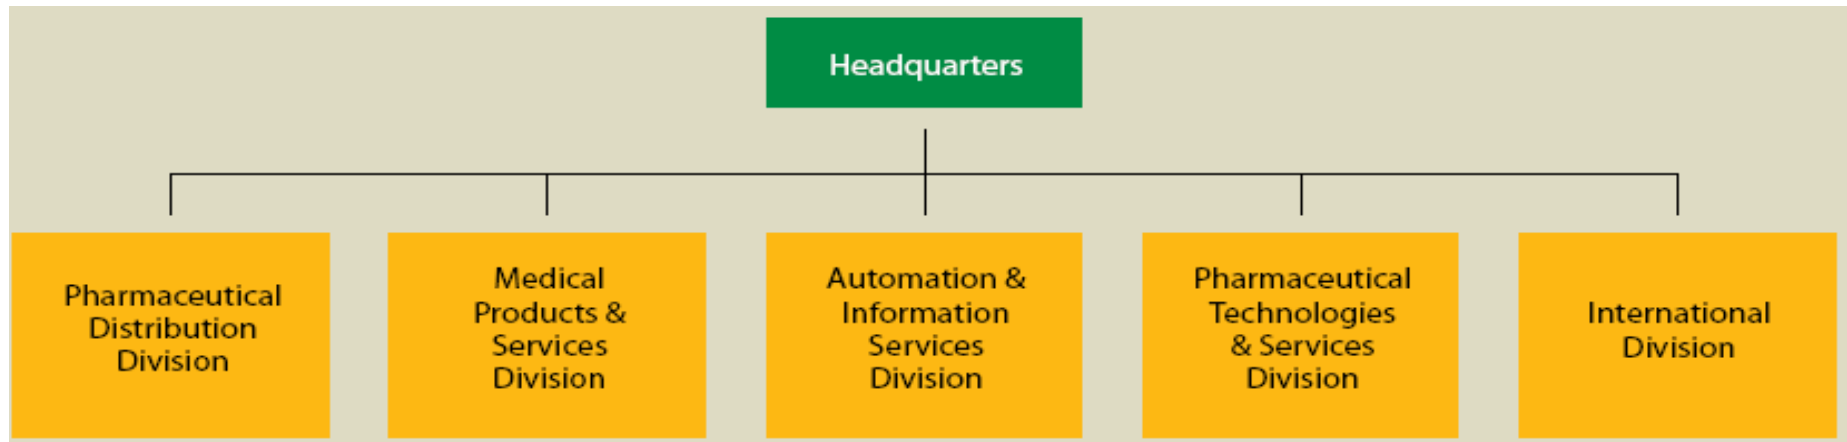 Headquarters
Pharmaceutical
Distribution
Division
Medical
Products &
Services
Division
Automation &
Information
Services
Division
Pharmaceutical
Technologies
& Services
Division
International
Division